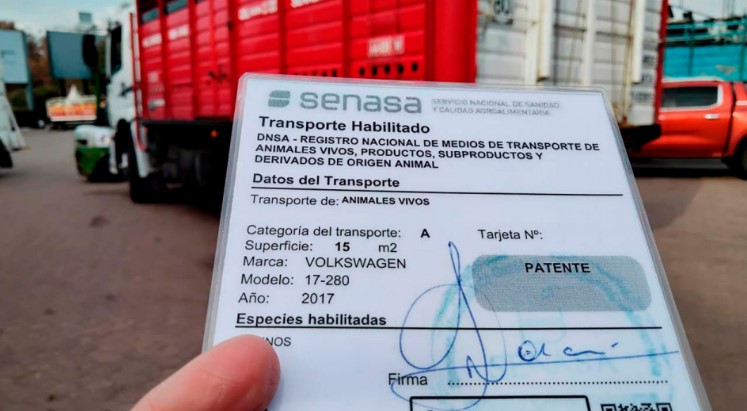 senasa SERVICIO NACIONAL DE SANIDAD
Y CALIDAD AGROALIMENTARIA
Transporte Habilitado
DNSA - REGISTRO NACIONAL DE MEDIOS DE TRANSPORTE DE
ANIMALES VIVOS, PRODUCTOS, SUBPRODUCTOS Y
DERIVADOS DE ORIGEN ANIMAL
Datos del Transporte
Transporte de: ANIMALES VIVOS
Categoría del transporte: A Tarjeta Nº:
Superficie: 15 m2
Marca: VOLKSWAGEN
Modelo: 17-280
Año: 2017
PATENTE
Especies habilitadas
Firma